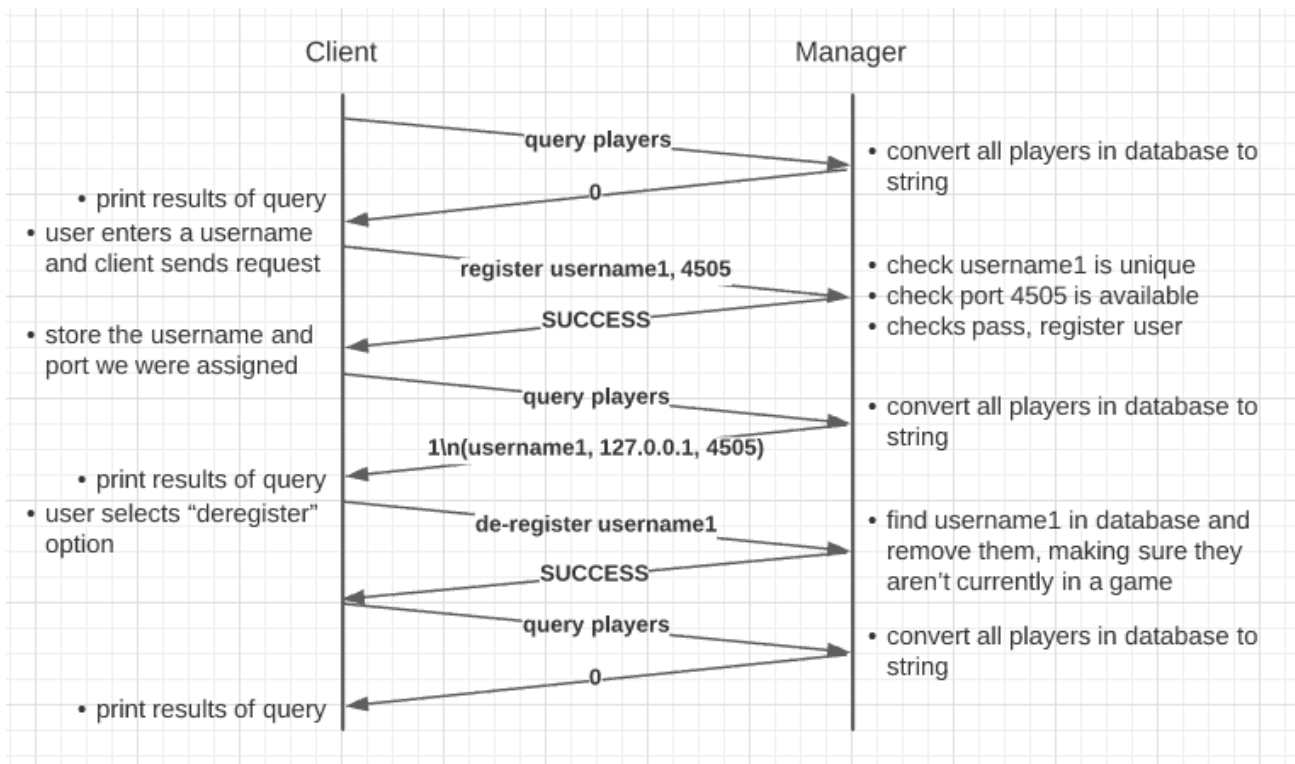 Client
Manager
query players
• convert all players in database to
string
0
• print results of query
• user enters a username
and client sends request
register username1, 4505
• check username1 is unique
• check port 4505 is available
• checks pass, register user
SUCCESS
• store the username and
port we were assigned
query players
• convert all players in database to
string
1\n(username1, 127.0.0.1, 4505)
• print results of query
• user selects “deregister”
option
de-register username1
• find username1 in database and
remove them, making sure they
aren’t currently in a game
SUCCESS
query players
• convert all players in database to
string
0
• print results of query